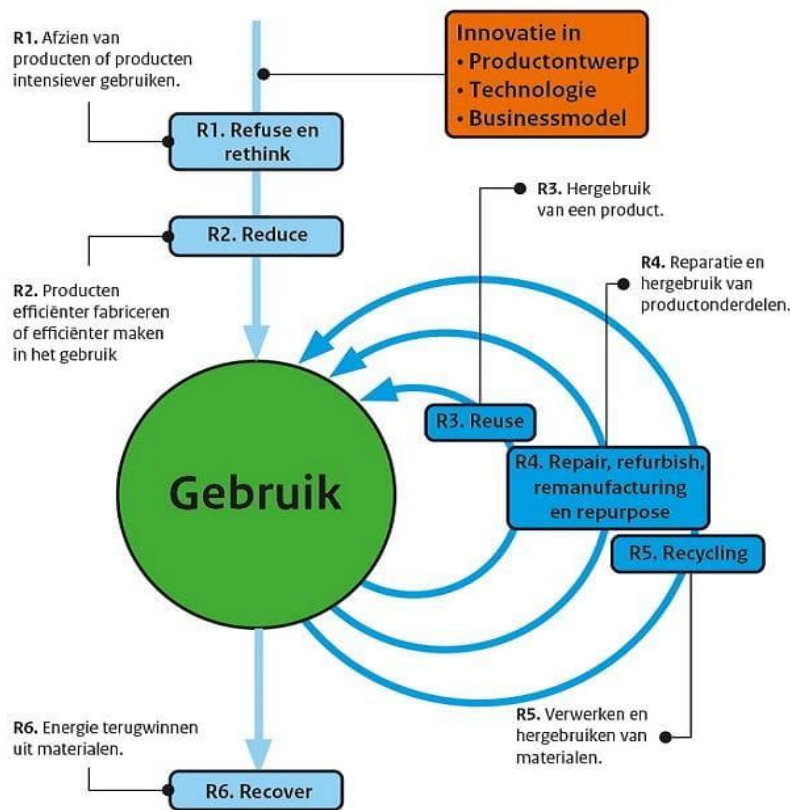 R1. Afzien van
producten of producten
intensiever gebruiken.
Innovatie in
• Productontwerp
• Technologie
• Businessmodel
R1. Refuse en
rethink
R3. Hergebruik
van een product.
R2. Reduce
R4. Reparatie en
hergebruik van
productonderdelen.
R2. Producten
efficiënter fabriceren
of efficiënter maken
in het gebruik
R3. Reuse
Gebruik
R4. Repair, refurbish,
remanufacturing
en repurpose
R5. Recycling
R5. Verwerken en
hergebruiken van
materialen.
R6. Energie terugwinnen
uit materialen.
R6. Recover